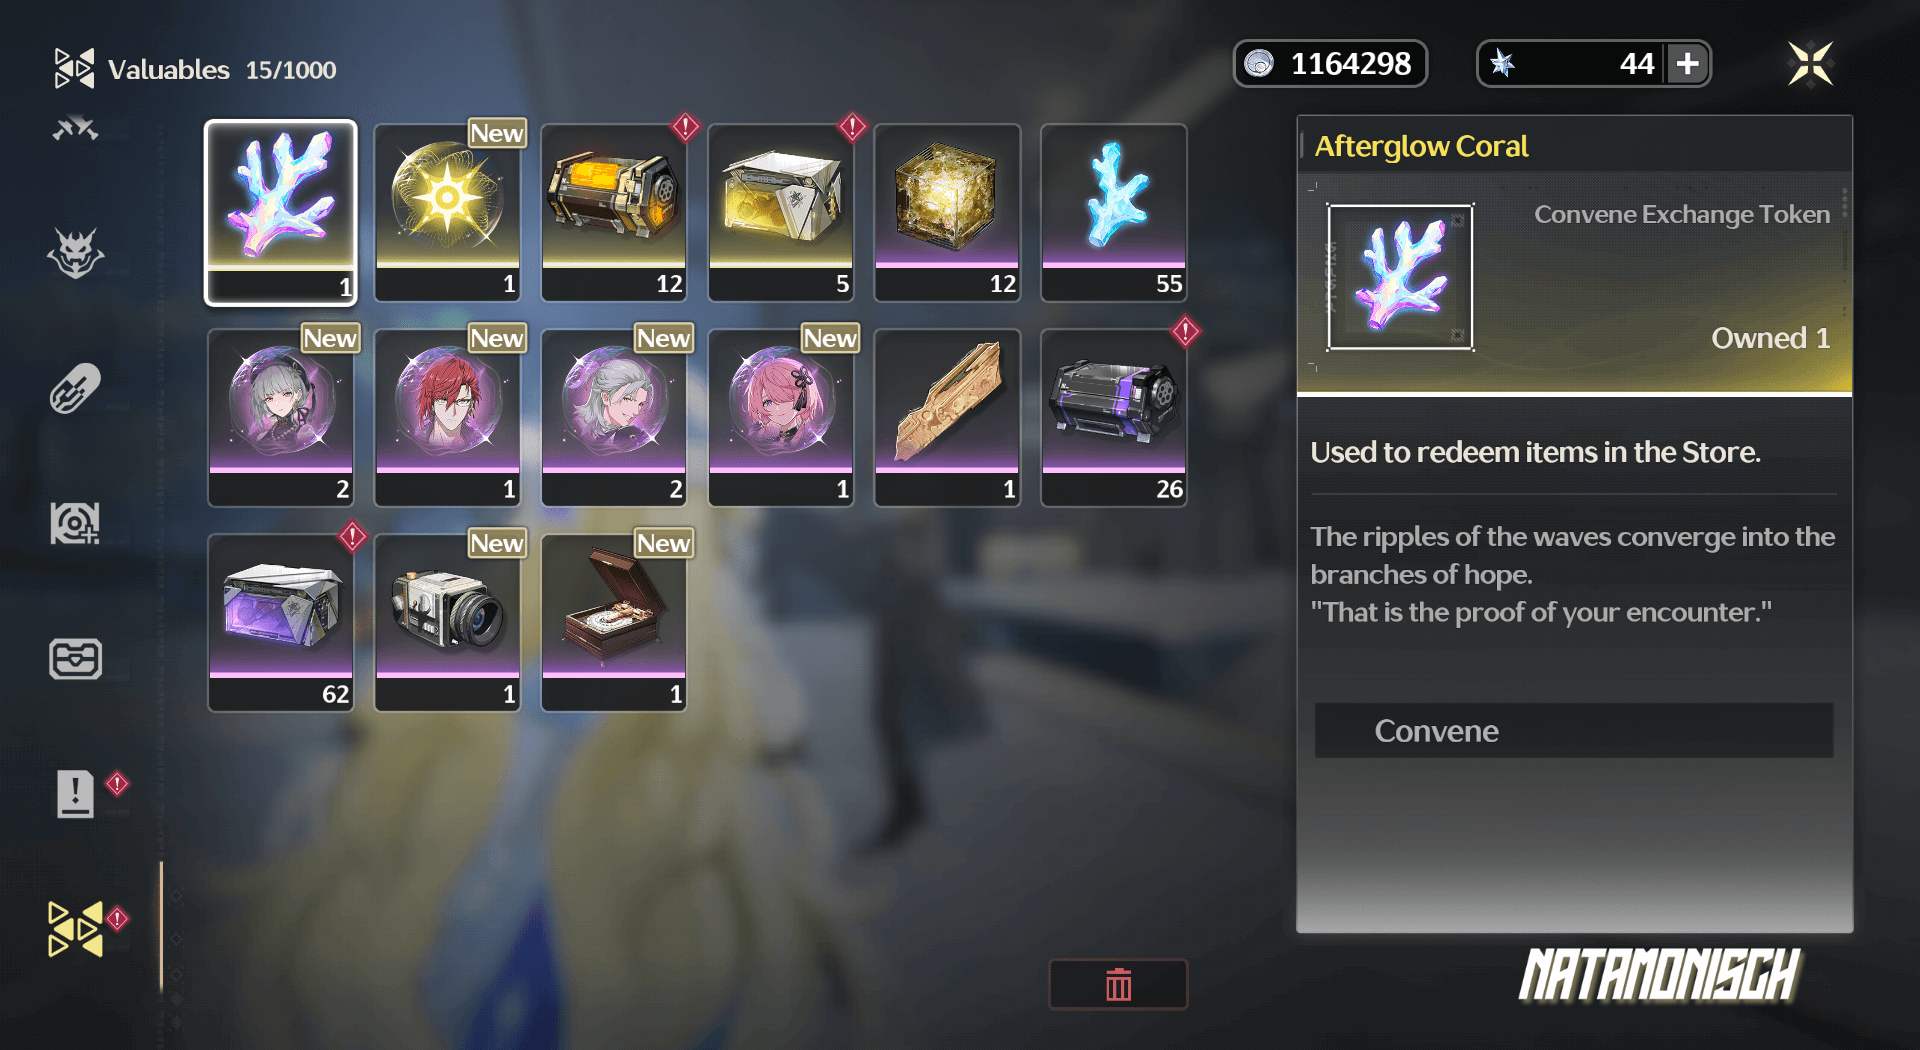 Valuables 15/1000
1164298
44
New
1
1
12
5
12
55
New
New
New
New
2
1
2
1
1
26
New
New
62
1
1
Afterglow Coral
Convene Exchange Token
Owned 1
Used to redeem items in the Store.
The ripples of the waves converge into the
branches of hope.
"That is the proof of your encounter."
Convene
NATAMONISCH